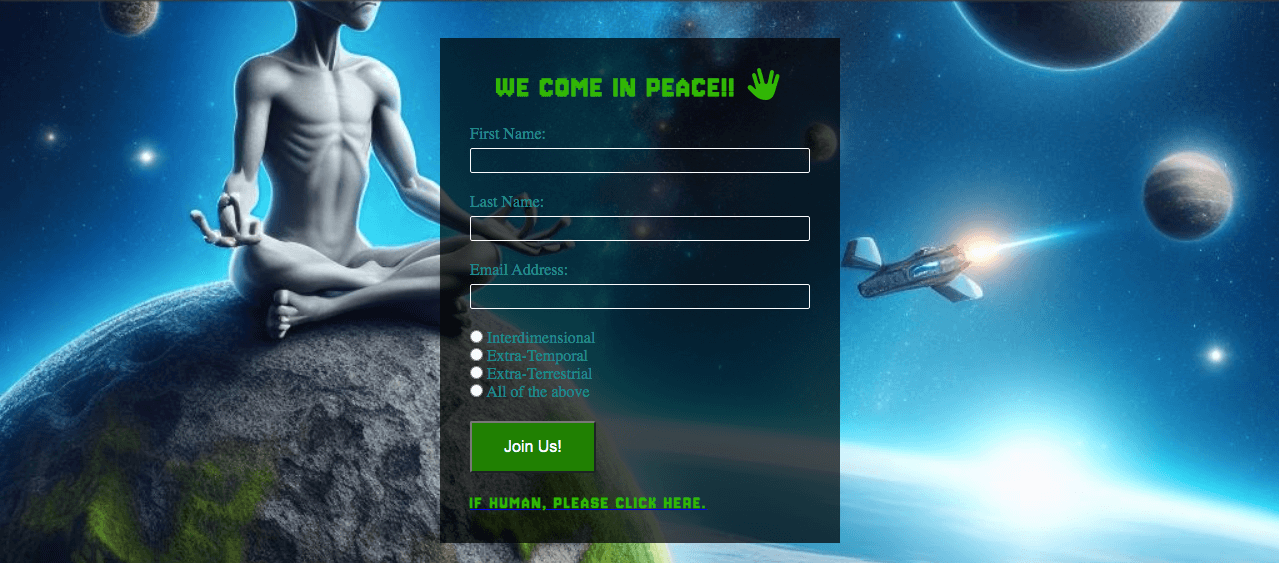 WE COME IN PEACE!!
First Name:
Last Name:
Email Address:
Interdimensional
Extra-Temporal
Extra-Terrestrial
All of the above
Join Us!
IF HUMAN, PLEASE CLICK HERE.